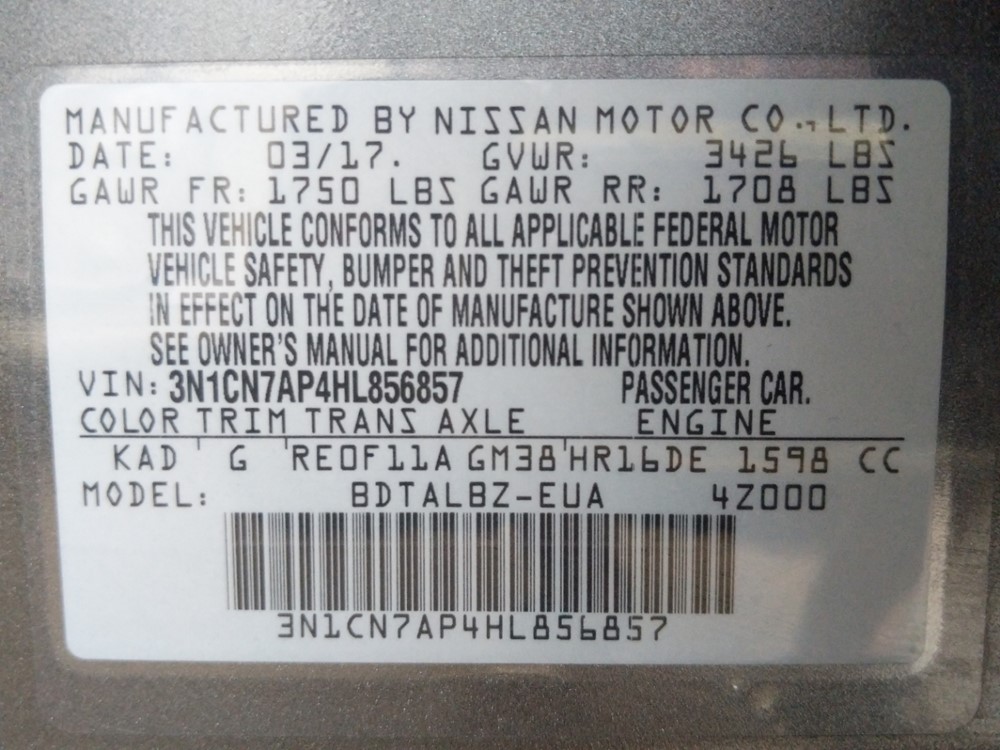 MANUFACTURED BY NISSAN MOTOR CO., LTD.
DATE: 03/17. GVWR: 3426 LBS
GAWR FR: 1750 LBS GAWR RR: 1708 LBS
THIS VEHICLE CONFORMS TO ALL APPLICABLE FEDERAL MOTOR
VEHICLE SAFETY, BUMPER AND THEFT PREVENTION STANDARDS
IN EFFECT ON THE DATE OF MANUFACTURE SHOWN ABOVE.
SEE OWNER'S MANUAL FOR ADDITIONAL INFORMATION.
VIN: 3N1CN7AP4HL856857 PASSENGER CAR.
COLOR TRIM TRANS AXLE ENGINE
KAD G RE0F11A GM38 HR16DE 1598 CC
MODEL: BDTALBZ-EUA 4Z000
3N1CN7AP4HL856857